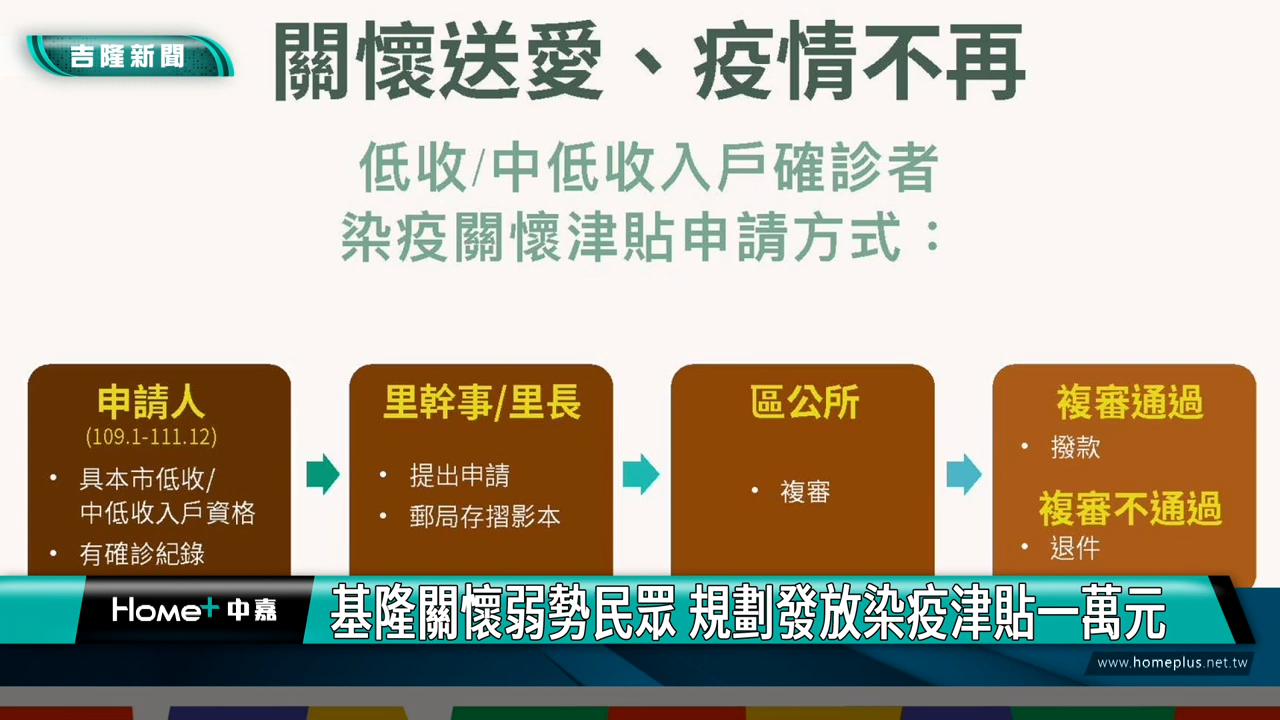 吉隆新聞
關懷送愛、疫情不再
低收/中低收入戶確診者
染疫關懷津貼申請方式：
申請人
(109.1-111.12)
• 具本市低收/
中低收入戶資格
• 有確診紀錄
里幹事/里長
• 提出申請
• 郵局存摺影本
區公所
• 複審
複審通過
• 撥款
複審不通過
• 退件
Home+中嘉
基隆關懷弱勢民眾 規劃發放染疫津貼一萬元
www.homeplus.net.tw